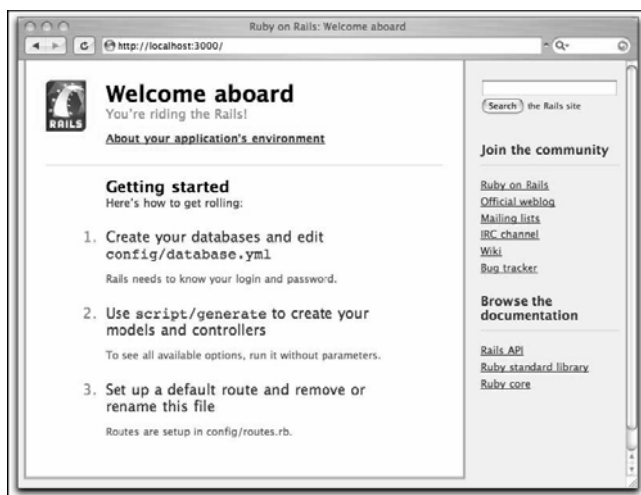 Ruby on Rails: Welcome aboard
http://localhost:3000/
Q
RAILS
Welcome aboard
You're riding the Rails!
About your application's environment
Getting started
Here's how to get rolling:
1. Create your databases and edit
config/database.yml
Rails needs to know your login and password.
2. Use script/generate to create your
models and controllers
To see all available options, run it without parameters.
3. Set up a default route and remove or
rename this file
Routes are setup in config/routes.rb.
Search the Rails site
Join the community
Ruby on Rails
Official weblog
Mailing lists
IRC channel
Wiki
Bug tracker
Browse the
documentation
Rails API
Ruby standard library
Ruby core